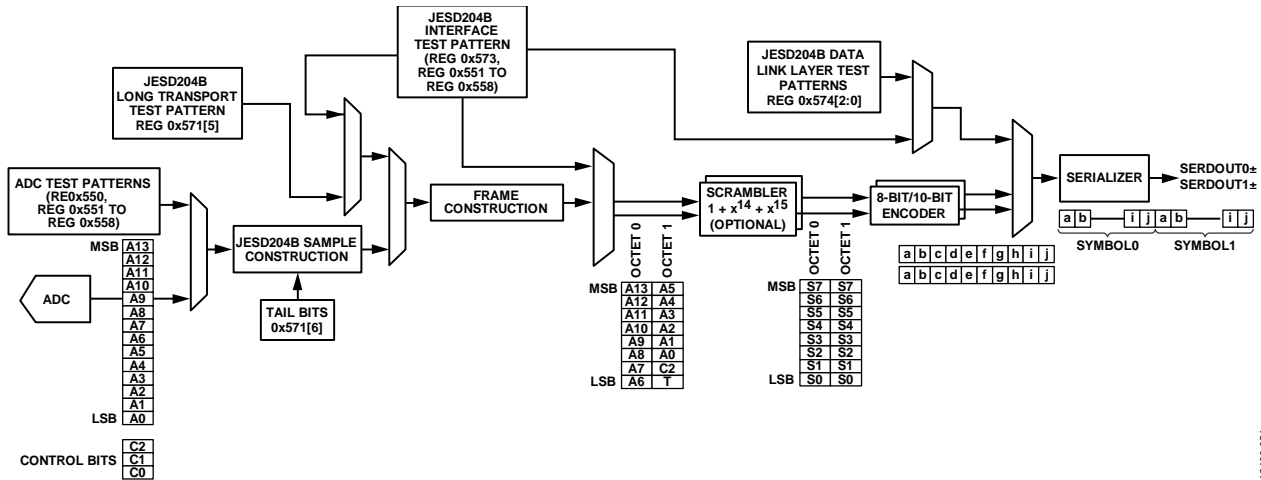 JESD204B
INTERFACE
TEST PATTERN
(REG 0x573,
REG 0x551 TO
REG 0x558)
JESD204B DATA
LINK LAYER TEST
PATTERNS
REG 0x574[2:0]
JESD204B
LONG TRANSPORT
TEST PATTERN
REG 0x571[5]
ADC TEST PATTERNS
(RE0x550,
REG 0x551 TO
REG 0x558)
FRAME
CONSTRUCTION
SCRAMBLER
1 + x14 + x15
(OPTIONAL)
8-BIT/10-BIT
ENCODER
SERIALIZER
SERDOUT0±
SERDOUT1±
a b i j a b i j
SYMBOL0 SYMBOL1
JESD204B SAMPLE
CONSTRUCTION
TAIL BITS
0x571[6]
ADC
MSB A13
A12
A11
A10
A9
A8
A7
A6
A5
A4
A3
A2
A1
LSB A0
C2
CONTROL BITS C1
C0
OCTET 0 OCTET 1
MSB A13 A5
A12 A4
A11 A3
A10 A2
A9 A1
A8 A0
A7 C2
LSB A6 T
OCTET 0 OCTET 1
MSB S7 S7
S6 S6
S5 S5
S4 S4
S3 S3
S2 S2
S1 S1
LSB S0 S0
a b c d e f g h i j
a b c d e f g h i j